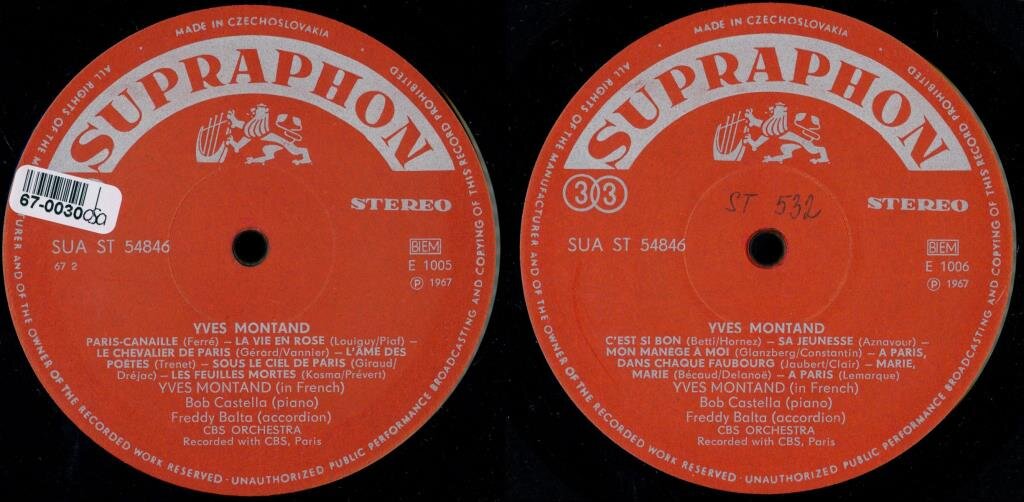 MADE IN CZECHOSLOVAKIA
ALL RIGHTS OF THE MA TURER AND OF THE OWNER OF THE RECORDED WORK RESERVED · UNAUTHORIZED PUBLIC PERFORMANCE BROADCASTING AND COPYING OF THIS RECORD PROHIBITED
SUPRAPHON
67-0030
STEREO
SUA ST 54846
BIEM
67 2
E 1005
Ⓟ 1967
YVES MONTAND
PARIS-CANAILLE (Ferré) — LA VIE EN ROSE (Louiguy/Piaf) —
LE CHEVALIER DE PARIS (Gérard/Vannier) — L'ÂME DES
POÈTES (Trenet) — SOUS LE CIEL DE PARIS (Giraud/
Dréjac) — LES FEUILLES MORTES (Kosma/Prévert)
YVES MONTAND (in French)
Bob Castella (piano)
Freddy Balta (accordion)
CBS ORCHESTRA
Recorded with CBS, Paris
MADE IN CZECHOSLOVAKIA
ALL RIGHTS OF THE MANUFACTURER AND OF THE OWNER OF THE RECORDED WORK RESERVED · UNAUTHORIZED PUBLIC PERFORMANCE BROADCASTING AND COPYING OF THIS RECORD PROHIBITED
SUPRAPHON
33
ST 532
STEREO
SUA ST 54846
BIEM
E 1006
Ⓟ 1967
YVES MONTAND
C'EST SI BON (Betti/Hornez) — SA JEUNESSE (Aznavour) —
MON MANÈGE À MOI (Glanzberg/Constantin) — A PARIS,
DANS CHAQUE FAUBOURG (Jaubert/Clair) — MARIE,
MARIE (Bécaud/Delanoë) — A PARIS (Lemarque)
YVES MONTAND (in French)
Bob Castella (piano)
Freddy Balta (accordion)
CBS ORCHESTRA
Recorded with CBS, Paris